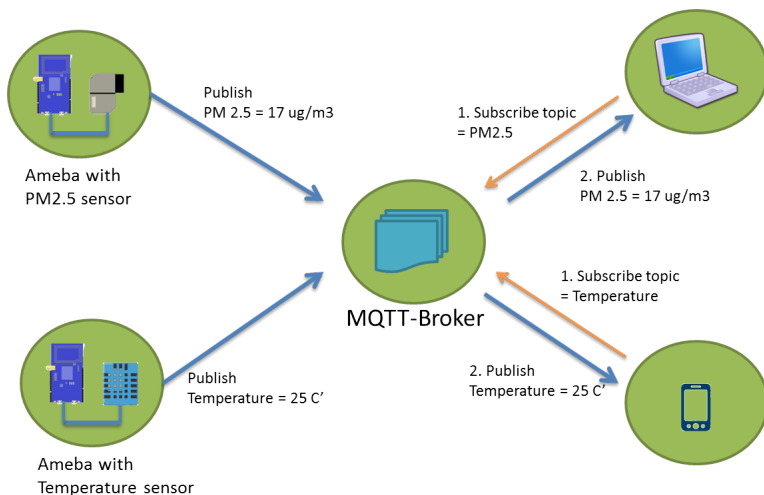 Publish
PM 2.5 = 17 ug/m3
Ameba with
PM2.5 sensor
1. Subscribe topic
= PM2.5
2. Publish
PM 2.5 = 17 ug/m3
MQTT-Broker
Publish
Temperature = 25 C’
Ameba with
Temperature sensor
1. Subscribe topic
= Temperature
2. Publish
Temperature = 25 C’